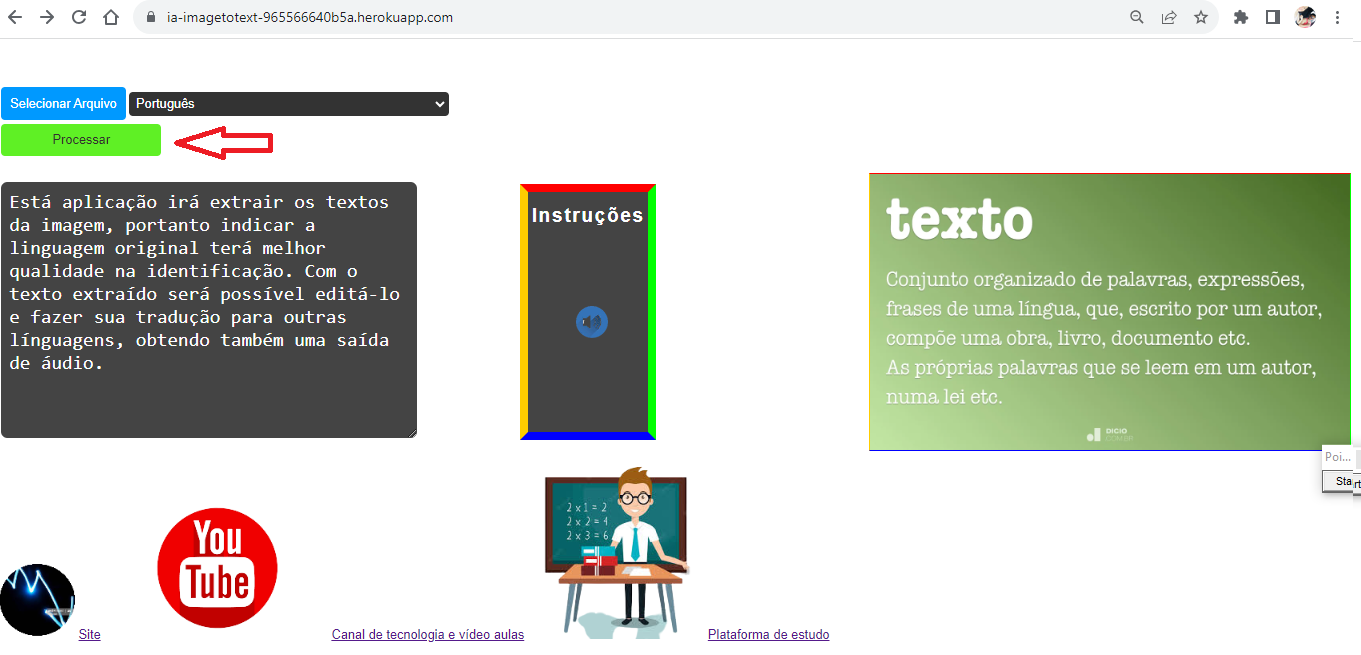 ia-imagetotext-965566640b5a.herokuapp.com
Selecionar Arquivo
Português
Processar
Está aplicação irá extrair os textos
da imagem, portanto indicar a
linguagem original terá melhor
qualidade na identificação. Com o
texto extraído será possível editá-lo
e fazer sua tradução para outras
línguagens, obtendo também uma saída
de áudio.
Instruções
texto
Conjunto organizado de palavras, expressões,
frases de uma língua, que, escrito por um autor,
compõe uma obra, livro, documento etc.
As próprias palavras que se leem em um autor,
numa lei etc.
DICIO
COM.BR
Poi...
Sta
You
Tube
2 x 1 = 2
2 x 2 = 4
2 x 3 = 6
Site
Canal de tecnologia e vídeo aulas
Plataforma de estudo